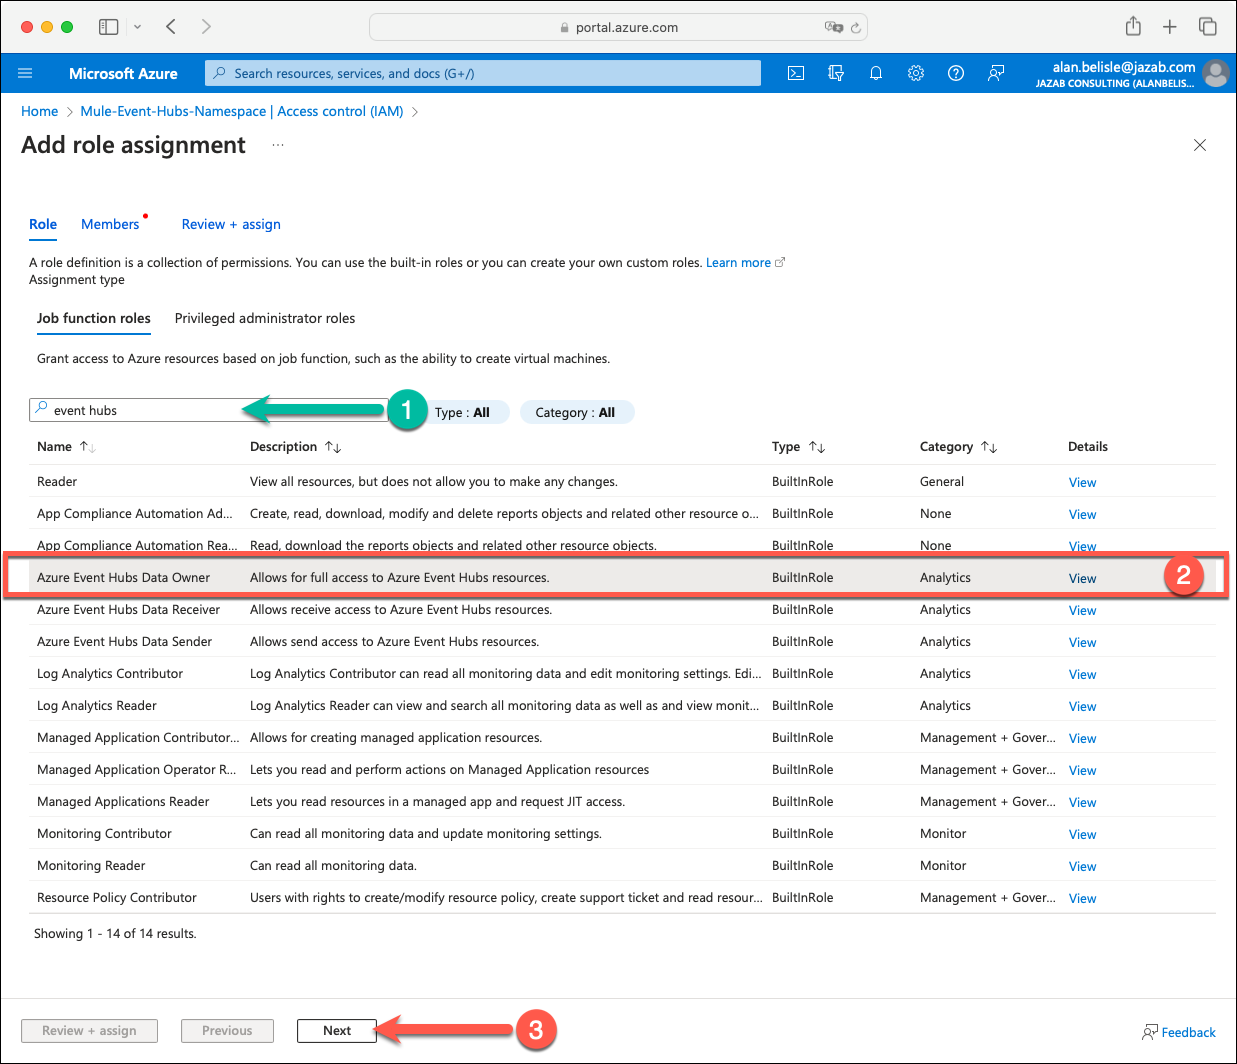 portal.azure.com
Microsoft Azure
Search resources, services, and docs (G+/)
alan.belisle@jazab.com
JAZAB CONSULTING (ALANBELIS...
Home > Mule-Event-Hubs-Namespace | Access control (IAM) >
Add role assignment ...
Role Members Review + assign
A role definition is a collection of permissions. You can use the built-in roles or you can create your own custom roles. Learn more
Assignment type
Job function roles Privileged administrator roles
Grant access to Azure resources based on job function, such as the ability to create virtual machines.
event hubs 1 Type : All Category : All
Name Description Type Category Details
Reader View all resources, but does not allow you to make any changes. BuiltInRole General View
App Compliance Automation Ad... Create, read, download, modify and delete reports objects and related other resource o... BuiltInRole None View
App Compliance Automation Rea... Read, download the reports objects and related other resource objects. BuiltInRole None View
Azure Event Hubs Data Owner Allows for full access to Azure Event Hubs resources. BuiltInRole Analytics View 2
Azure Event Hubs Data Receiver Allows receive access to Azure Event Hubs resources. BuiltInRole Analytics View
Azure Event Hubs Data Sender Allows send access to Azure Event Hubs resources. BuiltInRole Analytics View
Log Analytics Contributor Log Analytics Contributor can read all monitoring data and edit monitoring settings. Edi... BuiltInRole Analytics View
Log Analytics Reader Log Analytics Reader can view and search all monitoring data as well as and view monit... BuiltInRole Analytics View
Managed Application Contributor... Allows for creating managed application resources. BuiltInRole Management + Gover... View
Managed Application Operator R... Lets you read and perform actions on Managed Application resources BuiltInRole Management + Gover... View
Managed Applications Reader Lets you read resources in a managed app and request JIT access. BuiltInRole Management + Gover... View
Monitoring Contributor Can read all monitoring data and update monitoring settings. BuiltInRole Monitor View
Monitoring Reader Can read all monitoring data. BuiltInRole Monitor View
Resource Policy Contributor Users with rights to create/modify resource policy, create support ticket and read resour... BuiltInRole Management + Gover... View
Showing 1 - 14 of 14 results.
Review + assign Previous Next 3 Feedback